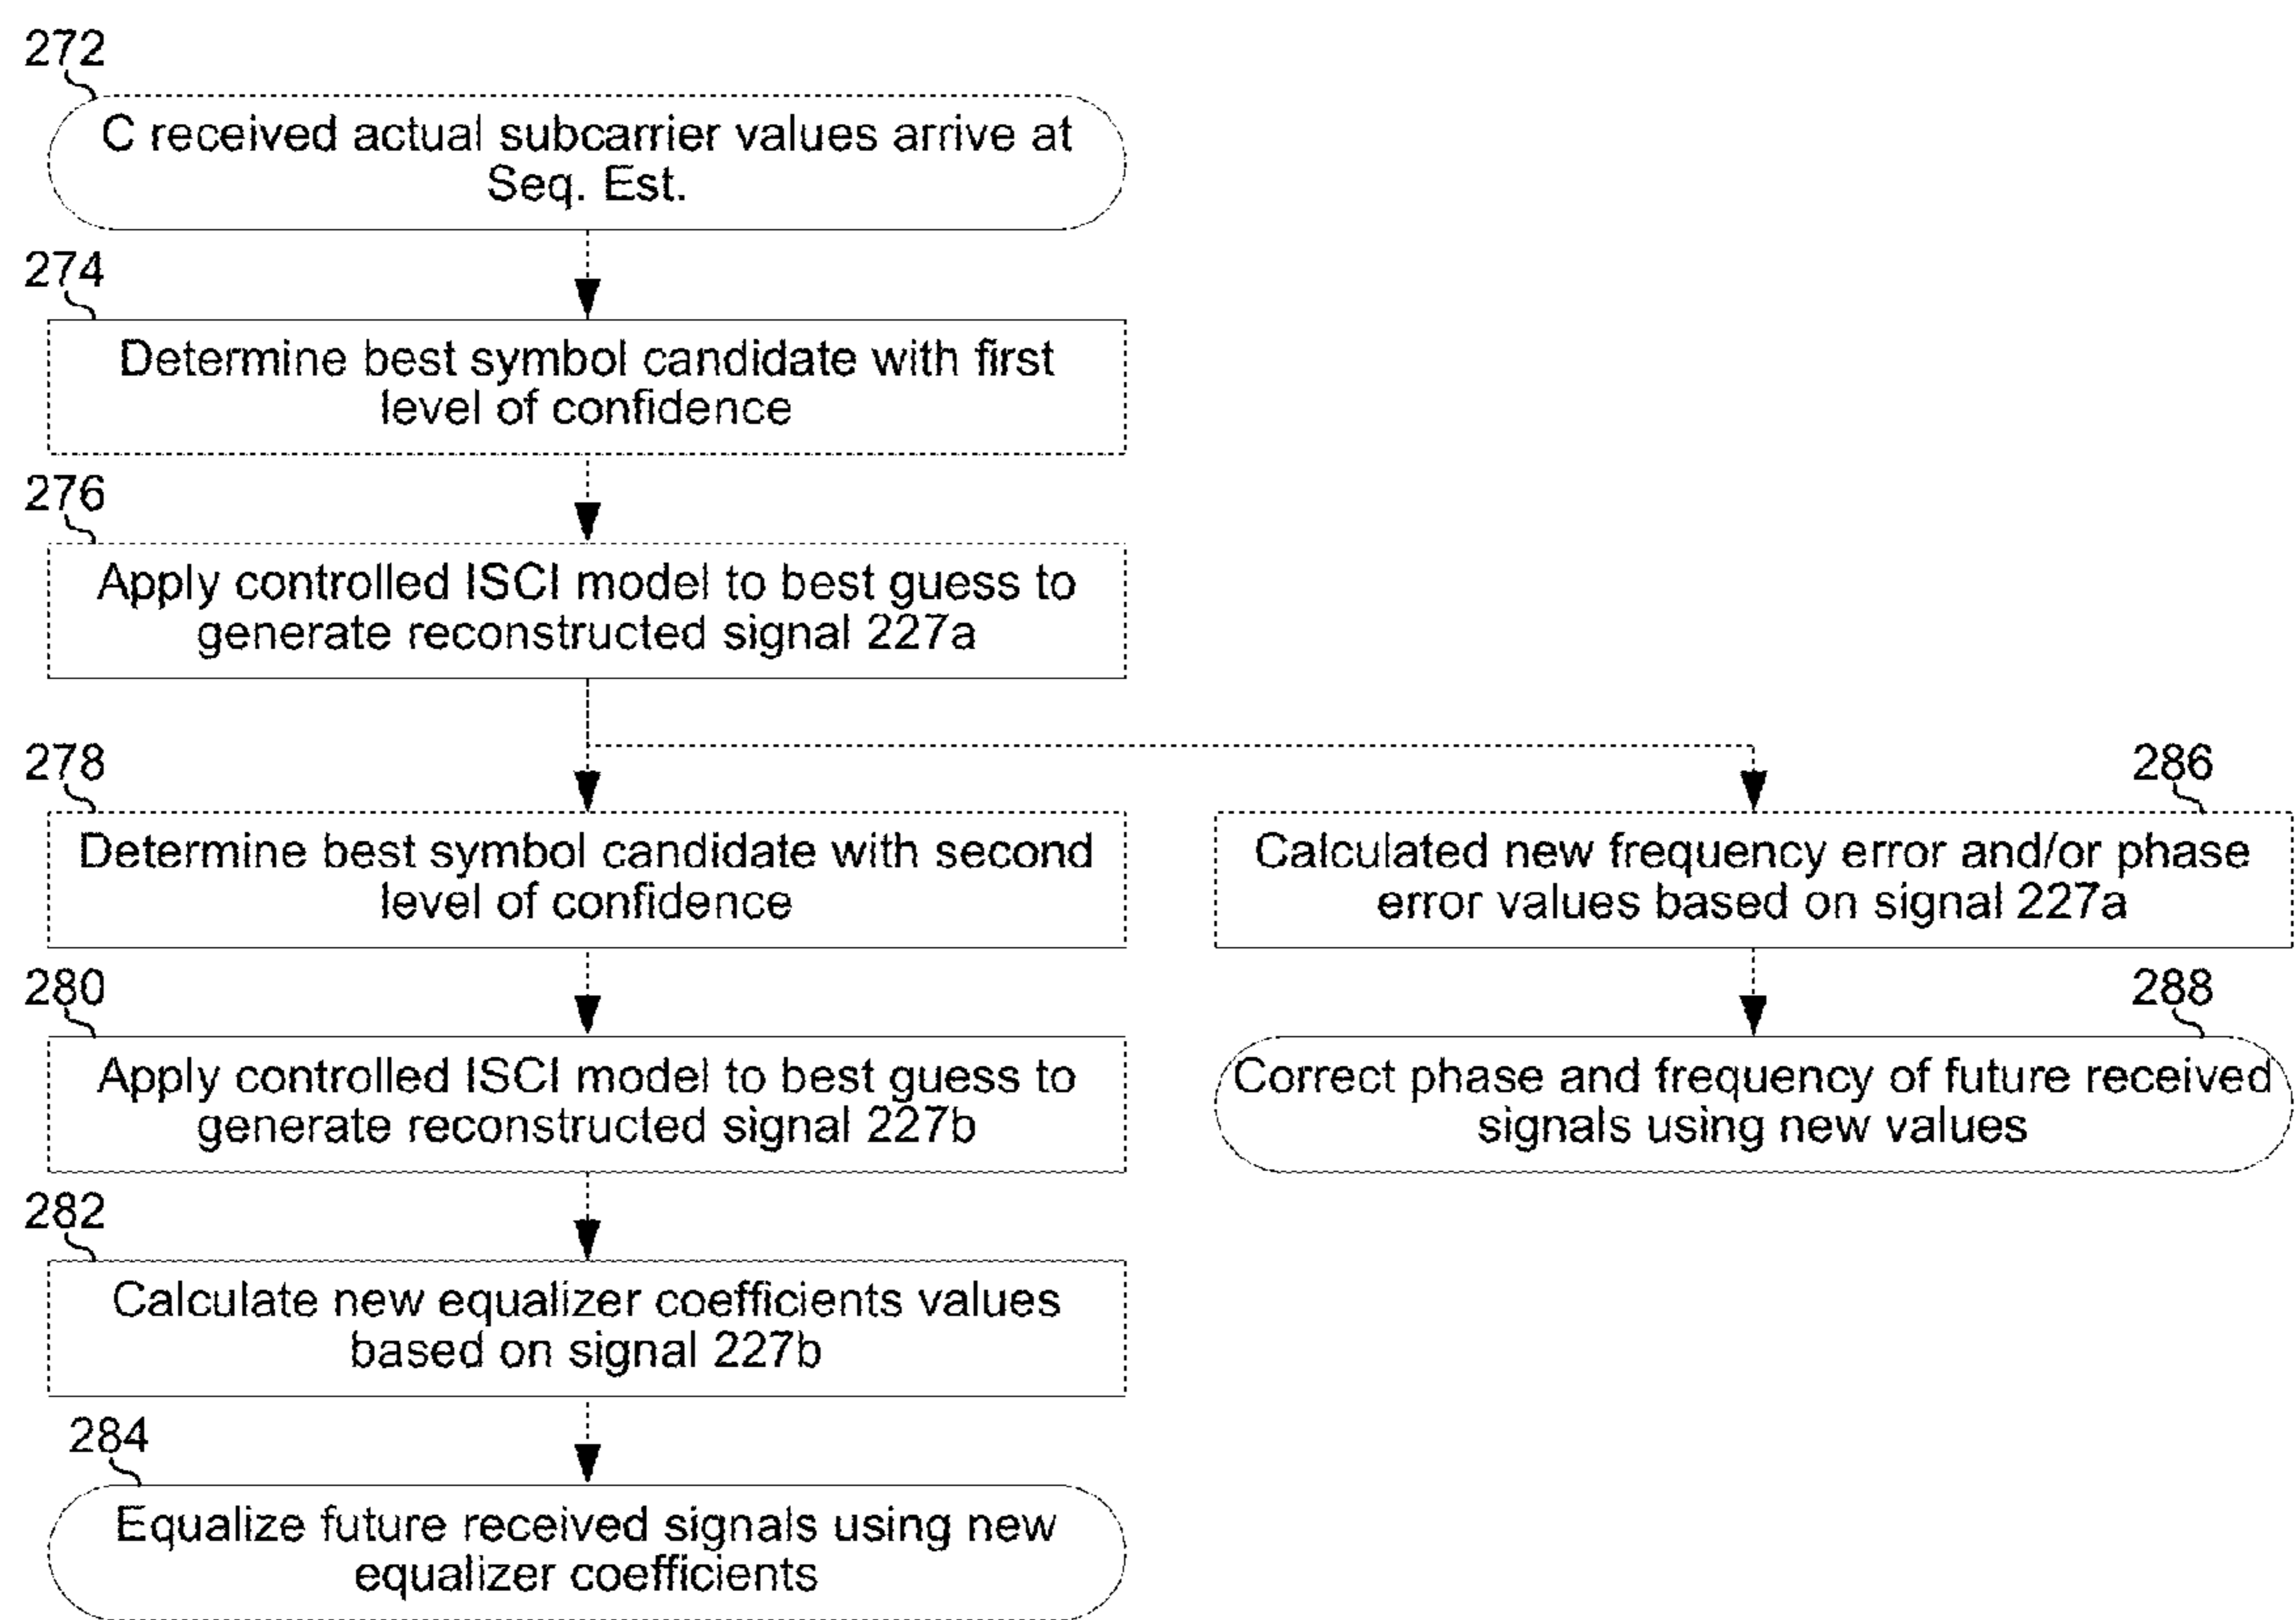 272
C received actual subcarrier values arrive at
Seq. Est.
274
Determine best symbol candidate with first
level of confidence
276
Apply controlled ISCI model to best guess to
generate reconstructed signal 227a
278
Determine best symbol candidate with second
level of confidence
286
Calculated new frequency error and/or phase
error values based on signal 227a
280
Apply controlled ISCI model to best guess to
generate reconstructed signal 227b
288
Correct phase and frequency of future received
signals using new values
282
Calculate new equalizer coefficients values
based on signal 227b
284
Equalize future received signals using new
equalizer coefficients